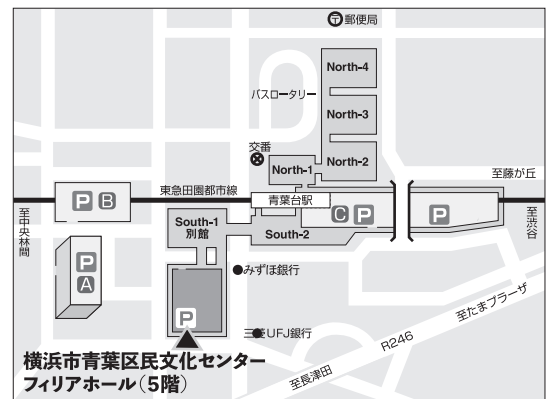 〒郵便局
North-4
バスロータリー
North-3
交番
North-2
North-1
至藤が丘
東急田園都市線
青葉台駅
P B
C P
P
至中央林間
至渋谷
South-1
別館
South-2
P
A
みずほ銀行
P
三菱UFJ銀行
至たまプラーザ
R246
至長津田
横浜市青葉区民文化センター
フィリアホール(5階)